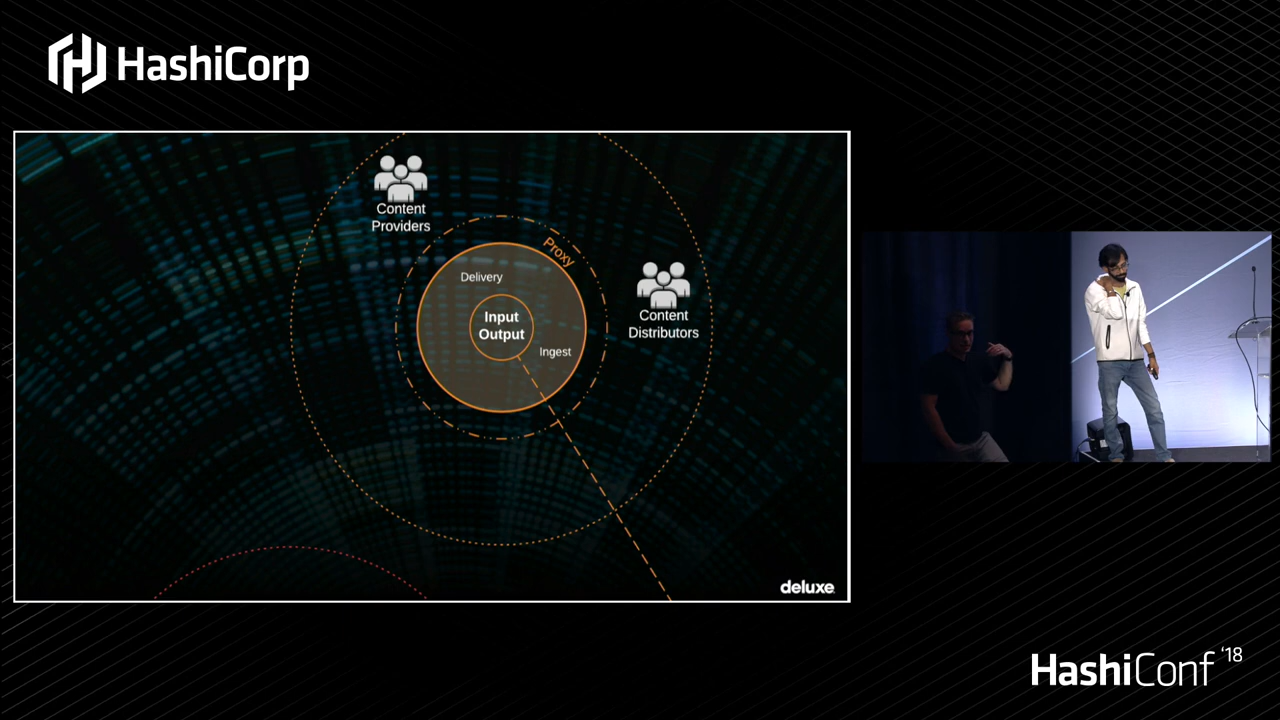 HashiCorp
Content
Providers
Proxy
Delivery
Input
Output
Ingest
Content
Distributors
deluxe
HashiConf '18